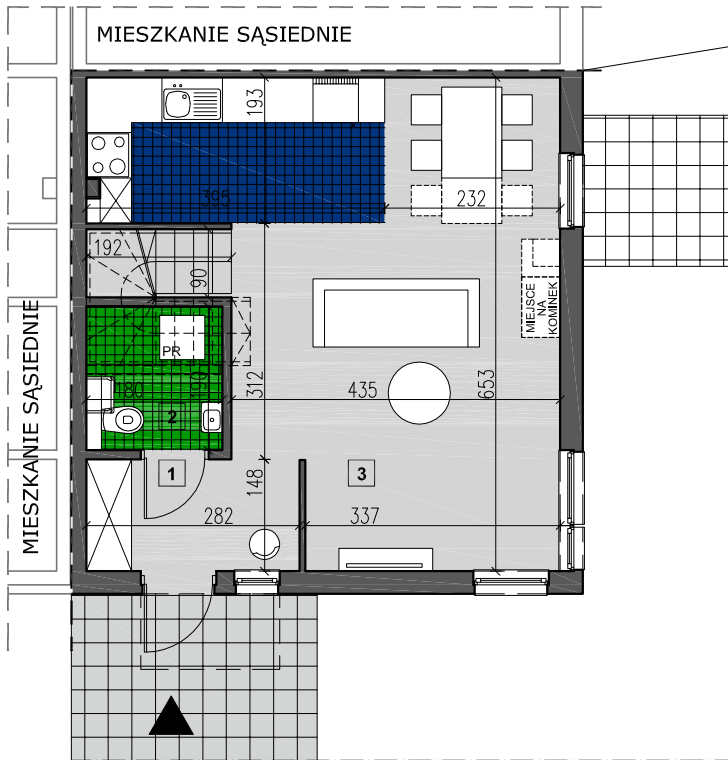 MIESZKANIE SĄSIEDNIE
193
395
232
192
90
MIEJSCE
NA
KOMINEK
MIESZKANIE SĄSIEDNIE
PR
180
190
312
435
653
2
1
3
148
282
337